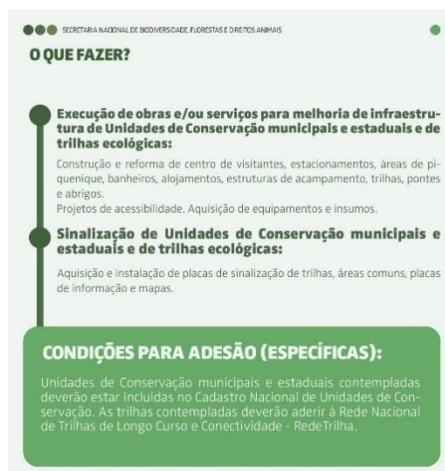 SECRETARIA NACIONAL DE BIODIVERSIDADE, FLORESTAS E DIREITOS ANIMAIS
O QUE FAZER?
Execução de obras e/ou serviços para melhoria de infraestru-
tura de Unidades de Conservação municipais e estaduais e de
trilhas ecológicas:
Construção e reforma de centro de visitantes, estacionamentos, áreas de pi-
quenique, banheiros, alojamentos, estruturas de acampamento, trilhas, pontes
e abrigos.
Projetos de acessibilidade. Aquisição de equipamentos e insumos.
Sinalização de Unidades de Conservação municipais e
estaduais e de trilhas ecológicas:
Aquisição e instalação de placas de sinalização de trilhas, áreas comuns, placas
de informação e mapas.
CONDIÇÕES PARA ADESÃO (ESPECÍFICAS):
Unidades de Conservação municipais e estaduais contempladas
deverão estar incluídas no Cadastro Nacional de Unidades de Con-
servação. As trilhas contempladas deverão aderir à Rede Nacional
de Trilhas de Longo Curso e Conectividade - RedeTrilha.